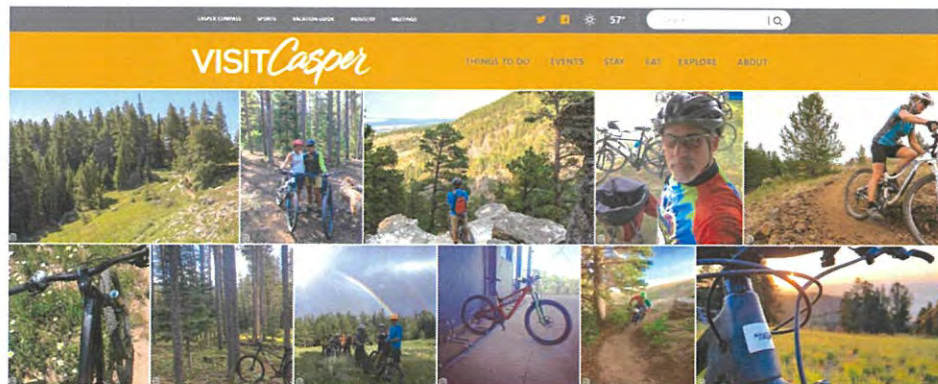 CASPER COMPASS SPORTS VACATION GUIDE INDUSTRY MEETINGS 57°
VISIT Casper
THINGS TO DO EVENTS STAY EAT EXPLORE ABOUT